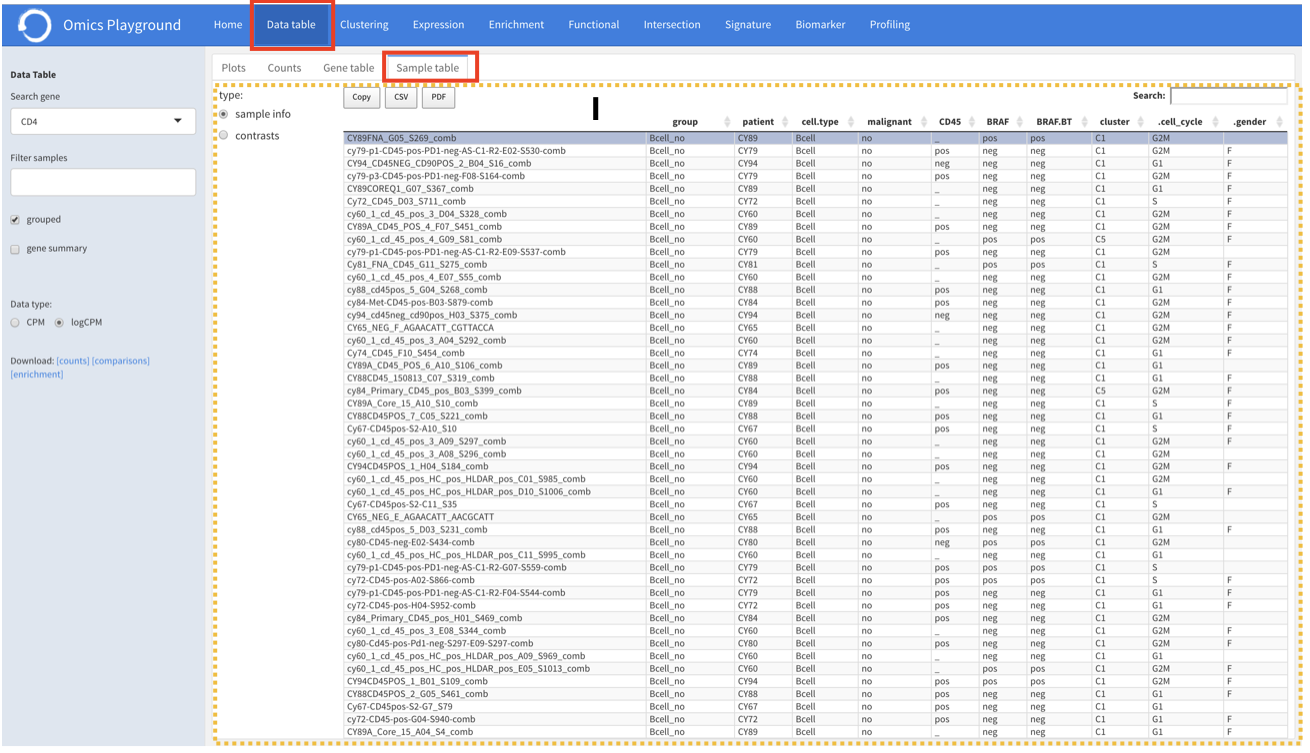 Omics Playground Home Data table Clustering Expression Enrichment Functional Intersection Signature Biomarker Profiling
Plots Counts Gene table Sample table
Data Table
Search gene
CD4
Filter samples
grouped
gene summary
Data type:
CPM logCPM
Download: [counts] [comparisons]
[enrichment]
type:
sample info
contrasts
Copy CSV PDF
I
Search:
group patient cell.type malignant CD45 BRAF BRAF.BT cluster .cell_cycle .gender
CY89FNA_G05_S269_comb Bcell_no CY89 Bcell no _ pos pos C1 G2M
cy79-p1-CD45-pos-PD1-neg-AS-C1-R2-E02-S530-comb Bcell_no CY79 Bcell no pos neg neg C1 G2M F
CY94_CD45NEG_CD90POS_2_B04_S16_comb Bcell_no CY94 Bcell no neg neg neg C1 G1 F
cy79-p3-CD45-pos-PD1-neg-F08-S164-comb Bcell_no CY79 Bcell no pos neg neg C1 G2M F
CY89COREQ1_G07_S367_comb Bcell_no CY89 Bcell no _ neg neg C1 G1 F
Cy72_CD45_D03_S711_comb Bcell_no CY72 Bcell no _ neg neg C1 S F
cy60_1_cd_45_pos_3_D04_S328_comb Bcell_no CY60 Bcell no _ neg neg C1 G2M F
CY89A_CD45_POS_4_F07_S451_comb Bcell_no CY89 Bcell no pos neg neg C1 G2M F
cy60_1_cd_45_pos_4_G09_S81_comb Bcell_no CY60 Bcell no _ pos pos C5 G2M F
cy79-p1-CD45-pos-PD1-neg-AS-C1-R2-E09-S537-comb Bcell_no CY79 Bcell no pos neg neg C1 G2M
Cy81_FNA_CD45_G11_S275_comb Bcell_no CY81 Bcell no _ pos pos C1 S F
cy60_1_cd_45_pos_4_E07_S55_comb Bcell_no CY60 Bcell no _ neg neg C1 G2M F
cy88_cd45pos_5_G04_S268_comb Bcell_no CY88 Bcell no pos neg neg C1 G1 F
cy84-Met-CD45-pos-B03-S879-comb Bcell_no CY84 Bcell no pos neg neg C1 G2M F
cy94_cd45neg_cd90pos_H03_S375_comb Bcell_no CY94 Bcell no neg neg neg C1 G2M F
CY65_NEG_F_AGAACATT_CGTTACCA Bcell_no CY65 Bcell no _ neg neg C1 G2M F
cy60_1_cd_45_pos_3_A04_S292_comb Bcell_no CY60 Bcell no _ neg neg C1 G2M F
Cy74_CD45_F10_S454_comb Bcell_no CY74 Bcell no _ neg neg C1 G1 F
CY89A_CD45_POS_6_A10_S106_comb Bcell_no CY89 Bcell no pos neg neg C1 G1
CY88CD45_150813_C07_S319_comb Bcell_no CY88 Bcell no _ neg neg C1 G1 F
cy84_Primary_CD45_pos_B03_S399_comb Bcell_no CY84 Bcell no pos neg neg C5 G2M F
CY89A_Core_15_A10_S10_comb Bcell_no CY89 Bcell no _ neg neg C1 S F
CY88CD45POS_7_C05_S221_comb Bcell_no CY88 Bcell no pos neg neg C1 G1 F
Cy67-CD45pos-S2-A10_S10 Bcell_no CY67 Bcell no pos neg neg C1 S F
cy60_1_cd_45_pos_3_A09_S297_comb Bcell_no CY60 Bcell no _ neg neg C1 G2M F
cy60_1_cd_45_pos_3_A08_S296_comb Bcell_no CY60 Bcell no _ neg neg C1 G2M
CY94CD45POS_1_H04_S184_comb Bcell_no CY94 Bcell no pos neg neg C1 G2M F
cy60_1_cd_45_pos_HC_pos_HLDAR_pos_C01_S985_comb Bcell_no CY60 Bcell no _ neg neg C1 G2M
cy60_1_cd_45_pos_HC_pos_HLDAR_pos_D10_S1006_comb Bcell_no CY60 Bcell no _ neg neg C1 G1 F
Cy67-CD45pos-S2-C11_S35 Bcell_no CY67 Bcell no pos neg neg C1 S
CY65_NEG_E_AGAACATT_AACGCATT Bcell_no CY65 Bcell no _ pos pos C1 G2M
cy88_cd45pos_5_D03_S231_comb Bcell_no CY88 Bcell no pos neg neg C1 G1 F
cy80-CD45-neg-E02-S434-comb Bcell_no CY80 Bcell no neg pos pos C1 G2M
cy60_1_cd_45_pos_HC_pos_HLDAR_pos_C11_S995_comb Bcell_no CY60 Bcell no _ neg neg C1 G1
cy79-p1-CD45-pos-PD1-neg-AS-C1-R2-G07-S559-comb Bcell_no CY79 Bcell no pos pos pos C1 S
cy72-CD45-pos-A02-S866-comb Bcell_no CY72 Bcell no pos pos pos C1 S F
cy79-p1-CD45-pos-PD1-neg-AS-C1-R2-F04-S544-comb Bcell_no CY79 Bcell no pos neg neg C1 G1 F
cy72-CD45-pos-H04-S952-comb Bcell_no CY72 Bcell no pos neg neg C1 G1 F
cy84_Primary_CD45_pos_H01_S469_comb Bcell_no CY84 Bcell no pos neg neg C1 G2M
cy60_1_cd_45_pos_3_E08_S344_comb Bcell_no CY60 Bcell no _ neg neg C1 G2M F
cy80-Cd45-pos-Pd1-neg-S297-E09-S297-comb Bcell_no CY80 Bcell no pos neg neg C1 G2M F
cy60_1_cd_45_pos_HC_pos_HLDAR_pos_A09_S969_comb Bcell_no CY60 Bcell no _ neg neg C1 G1
cy60_1_cd_45_pos_HC_pos_HLDAR_pos_E05_S1013_comb Bcell_no CY60 Bcell no _ pos pos C1 G2M F
CY94CD45POS_1_B01_S109_comb Bcell_no CY94 Bcell no pos pos pos C1 G2M F
CY88CD45POS_2_G05_S461_comb Bcell_no CY88 Bcell no pos neg neg C1 G1 F
Cy67-CD45pos-S2-G7_S79 Bcell_no CY67 Bcell no pos neg neg C1 G1
cy72-CD45-pos-G04-S940-comb Bcell_no CY72 Bcell no pos neg neg C1 G1 F
CY89A_Core_15_A04_S4_comb Bcell_no CY89 Bcell no _ neg neg C1 G1 F